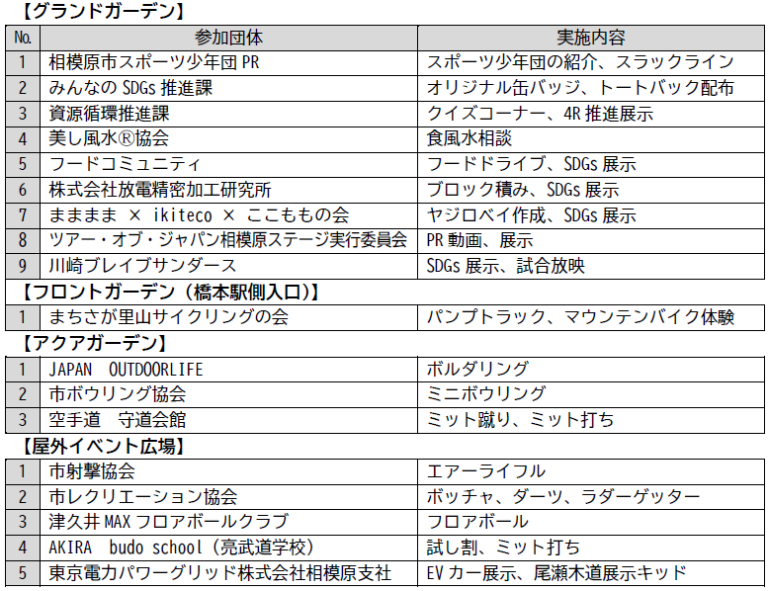 【グランドガーデン】
No. 参加団体 実施内容
1 相模原市スポーツ少年団 PR スポーツ少年団の紹介、スラックライン
2 みんなの SDGs 推進課 オリジナル缶バッジ、トートバック配布
3 資源循環推進課 クイズコーナー、4R 推進展示
4 美し風水Ⓡ協会 食風水相談
5 フードコミュニティ フードドライブ、SDGs 展示
6 株式会社放電精密加工研究所 ブロック積み、SDGs 展示
7 まままま × ikiteco × ここももの会 ヤジロベイ作成、SDGs 展示
8 ツアー・オブ・ジャパン相模原ステージ実行委員会 PR 動画、展示
9 川崎ブレイブサンダース SDGs 展示、試合放映
【フロントガーデン（橋本駅側入口）】
1 まちさが里山サイクリングの会 パンプトラック、マウンテンバイク体験
【アクアガーデン】
1 JAPAN OUTDOORLIFE ボルダリング
2 市ボウリング協会 ミニボウリング
3 空手道 守道会館 ミット蹴り、ミット打ち
【屋外イベント広場】
1 市射撃協会 エアーライフル
2 市レクリエーション協会 ボッチャ、ダーツ、ラダーゲッター
3 津久井 MAX フロアボールクラブ フロアボール
4 AKIRA budo school（亮武道学校） 試し割、ミット打ち
5 東京電力パワーグリッド株式会社相模原支社 EV カー展示、尾瀬木道展示キッド